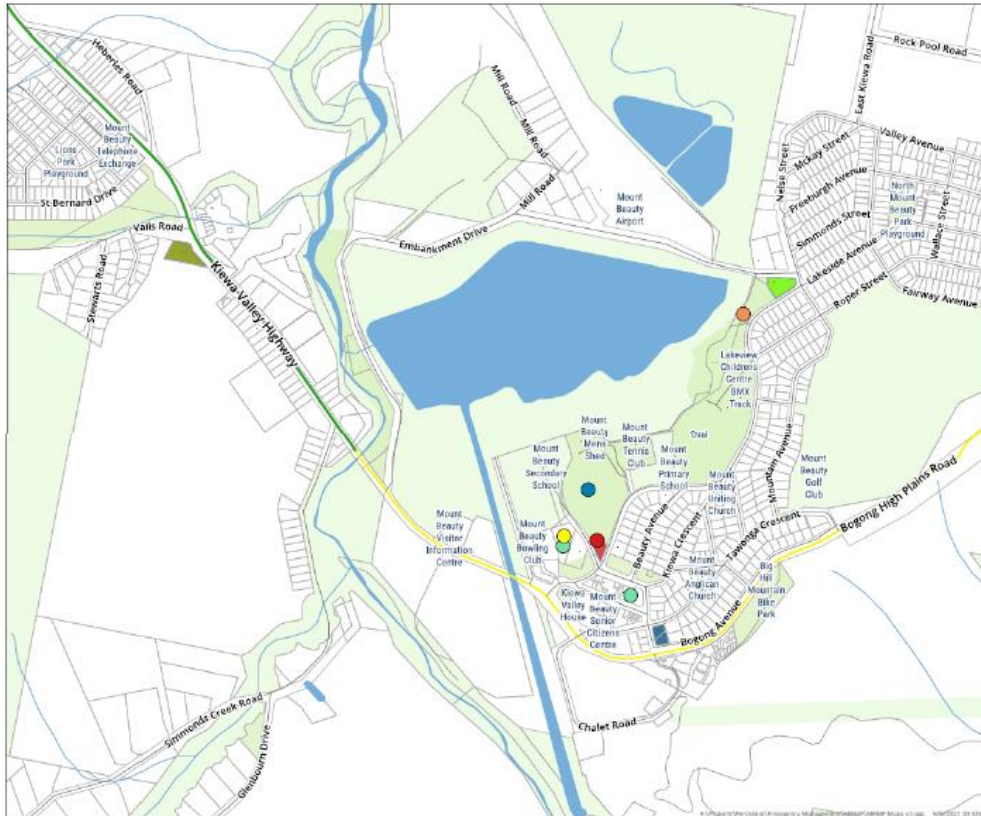 Heberles Road
Mount
Beauty
Telephone
Exchange
Lions
Park
Playground
St Bernard Drive
Vails Road
Stewarts Road
Kiewa Valley Highway
Mill Road
Mill Road
Mill Road
Embankment Drive
Mount
Beauty
Airport
Rock Pool Road
East Kiewa Road
Valley Avenue
Nelse Street
McKay Street
Freeburgh Avenue
Simmonds Street
Lakeside Avenue
Roper Street
North
Mount
Beauty
Park
Playground
Wallace Street
Fairway Avenue
Lakeview
Childrens
Centre
BMX
Track
Oval
Mount
Beauty
Mens
Shed
Mount
Beauty
Tennis
Club
Mount
Beauty
Secondary
School
Mount
Beauty
Primary
School
Mount
Beauty
Uniting
Church
Mountain Avenue
Mount
Beauty
Golf
Club
Bogong High Plains Road
Mount
Beauty
Visitor
Information
Centre
Mount
Beauty
Bowling
Club
Beauty Avenue
Kiewa Crescent
Tawonga Crescent
Mount
Beauty
Anglican
Church
Big
Hill
Mountain
Bike
Park
Kiewa
Valley
House
Mount
Beauty
Senior
Citizens
Centre
Bogong Avenue
Chalet Road
Simmonds Creek Road
Glenbourn Drive